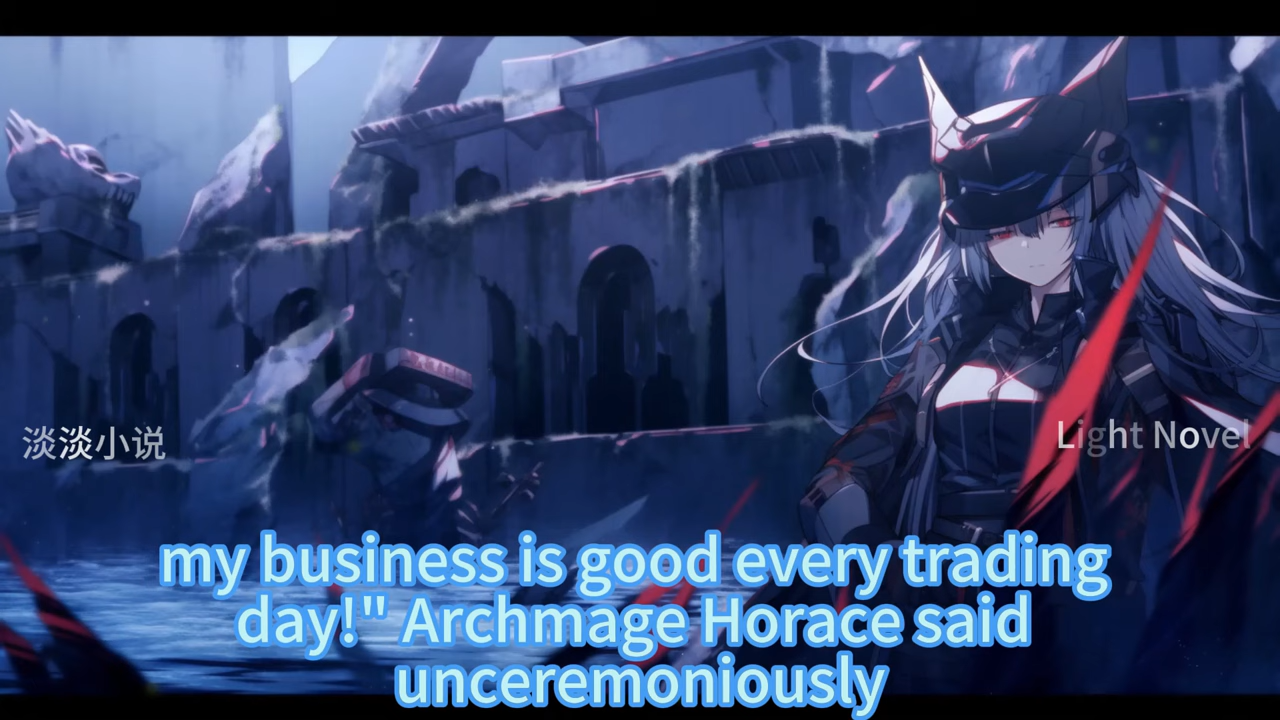 淡淡小说
Light Novel
my business is good every trading
day!" Archmage Horace said
unceremoniously